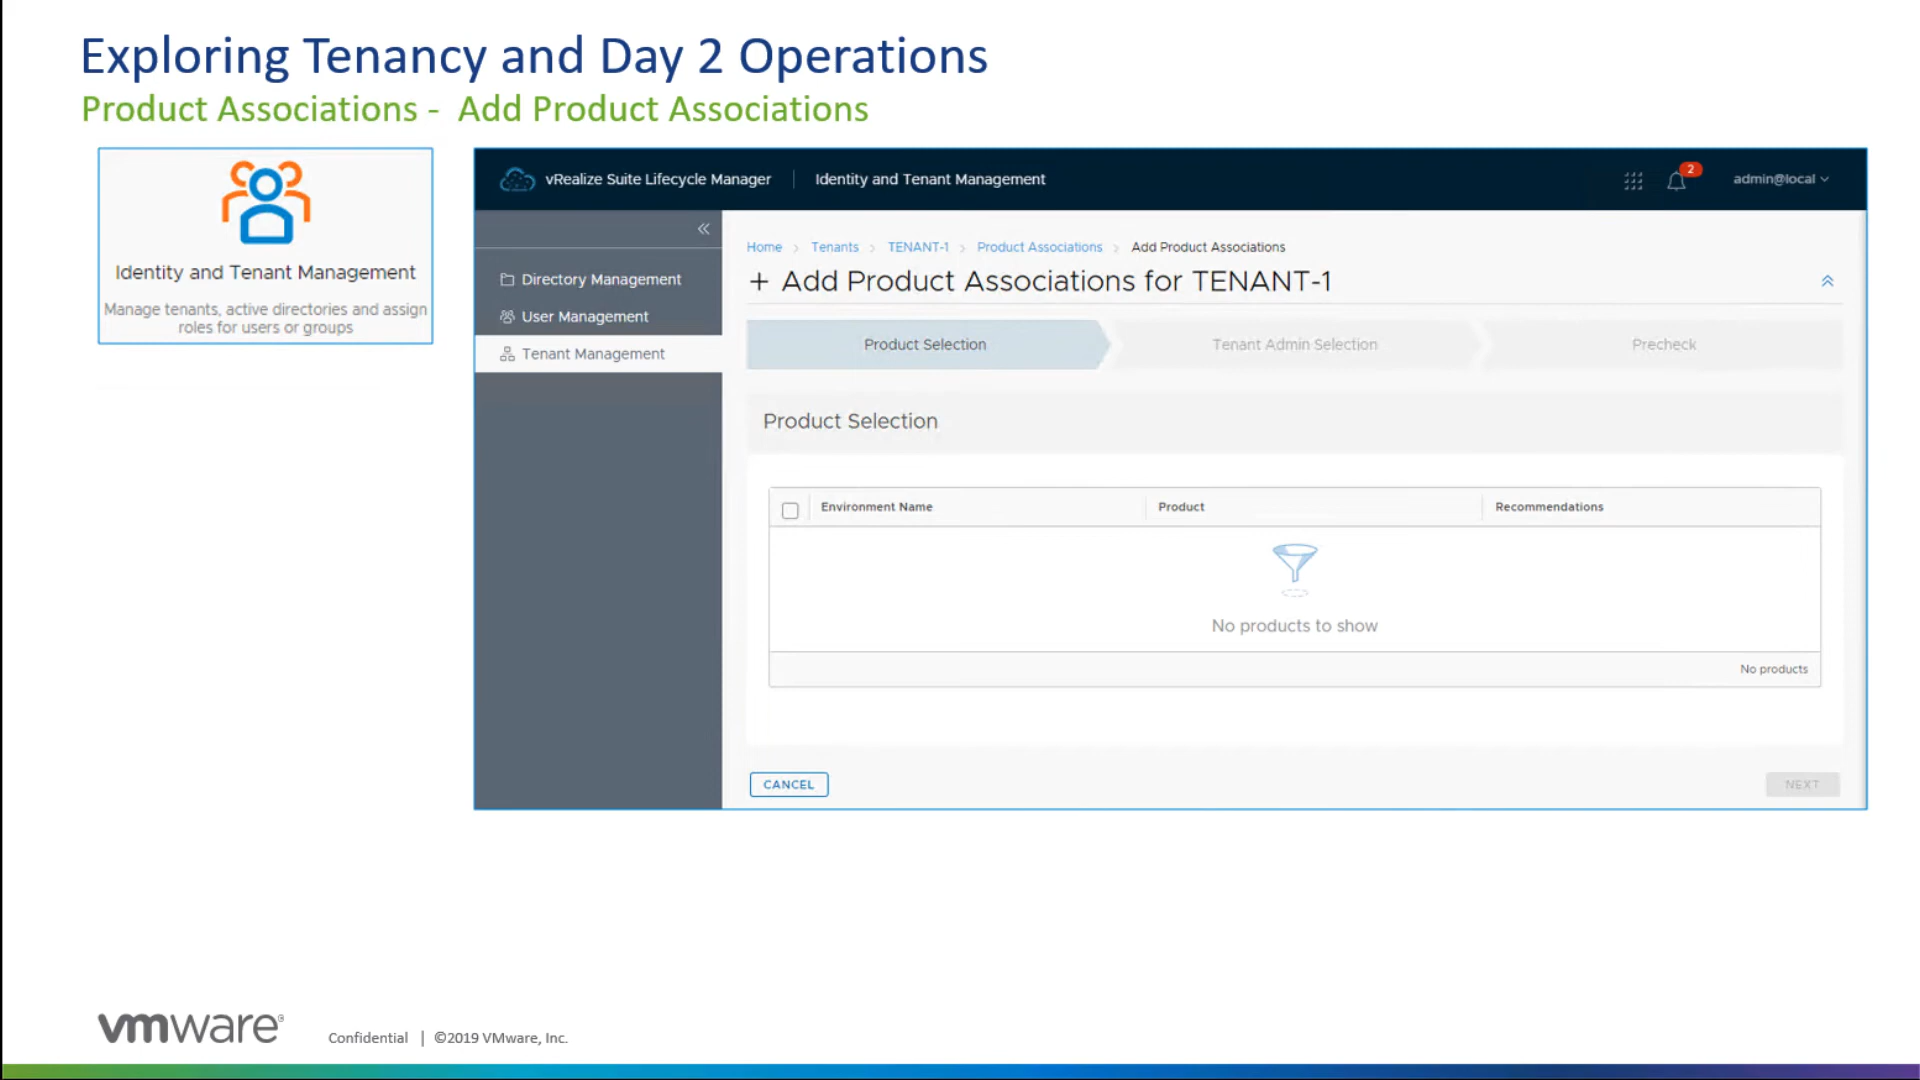 Exploring Tenancy and Day 2 Operations
Product Associations - Add Product Associations
Identity and Tenant Management
Manage tenants, active directories and assign
roles for users or groups
vRealize Suite Lifecycle Manager | Identity and Tenant Management
2
admin@local
Directory Management
User Management
Tenant Management
Home > Tenants > TENANT-1 > Product Associations > Add Product Associations
+ Add Product Associations for TENANT-1
Product Selection
Tenant Admin Selection
Precheck
Product Selection
Environment Name
Product
Recommendations
No products to show
No products
CANCEL
NEXT
vmware®
Confidential | ©2019 VMware, Inc.